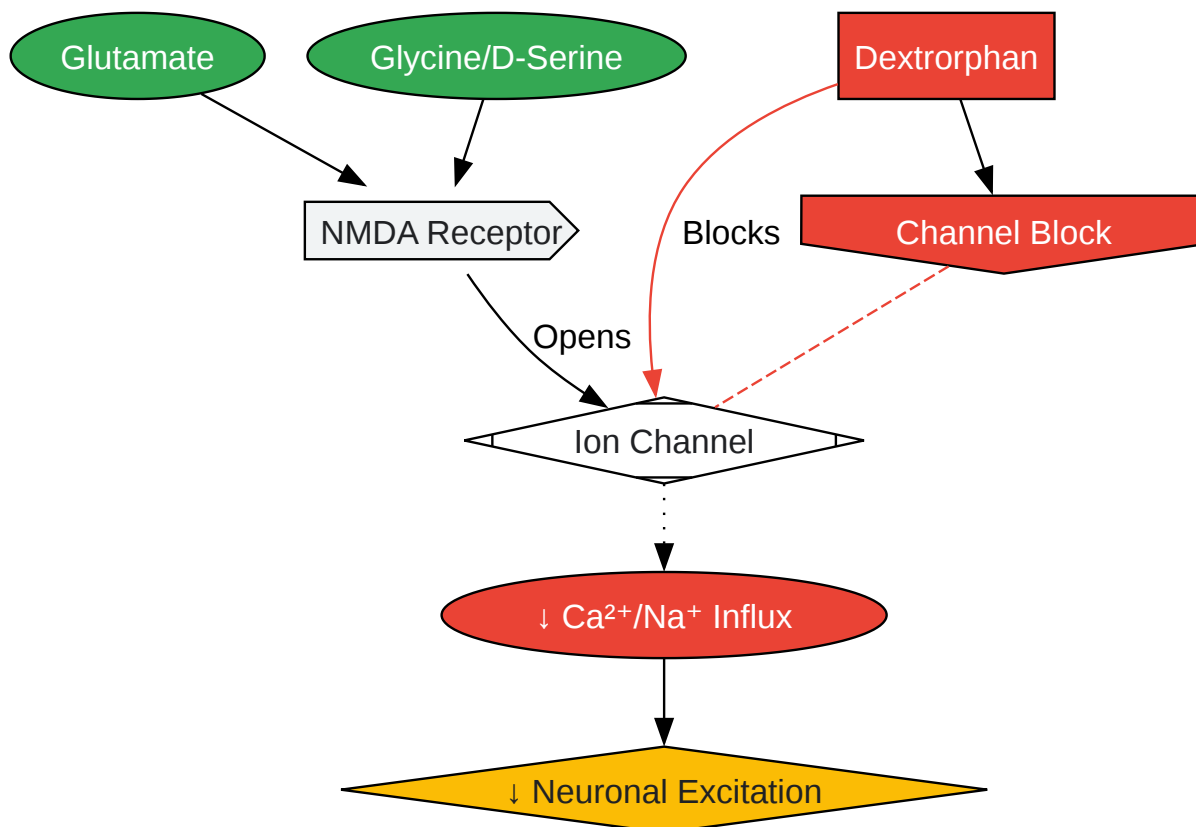 Glutamate
Glycine/D-Serine
Dextrorphan
NMDA Receptor
Blocks
Channel Block
Opens
Ion Channel
↓ Ca²⁺/Na⁺ Influx
↓ Neuronal Excitation